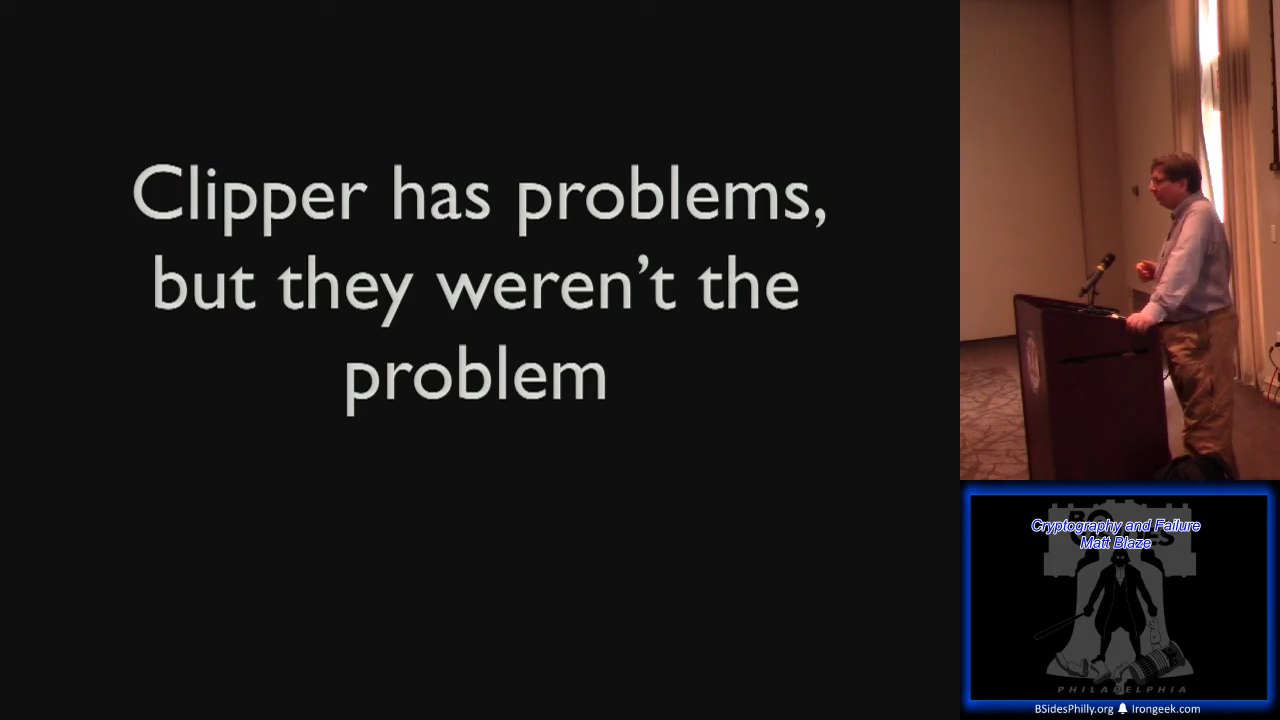 Clipper has problems,
but they weren’t the
problem
Cryptography and Failure
Matt Blaze
PHILADELPHIA
BSidesPhilly.org Irongeek.com